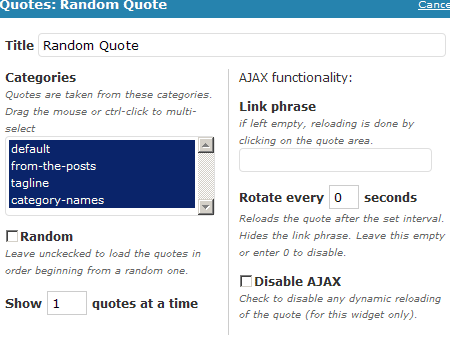 Quotes: Random Quote
Cance
Title Random Quote
Categories
Quotes are taken from these categories.
Drag the mouse or ctrl-click to multi-
select
default
from-the-posts
tagline
category-names
Random
Leave unckecked to load the quotes in
order beginning from a random one.
Show 1 quotes at a time
AJAX functionality:
Link phrase
if left empty, reloading is done by
clicking on the quote area.
Rotate every 0 seconds
Reloads the quote after the set interval.
Hides the link phrase. Leave this empty
or enter 0 to disable.
Disable AJAX
Check to disable any dynamic reloading
of the quote (for this widget only).